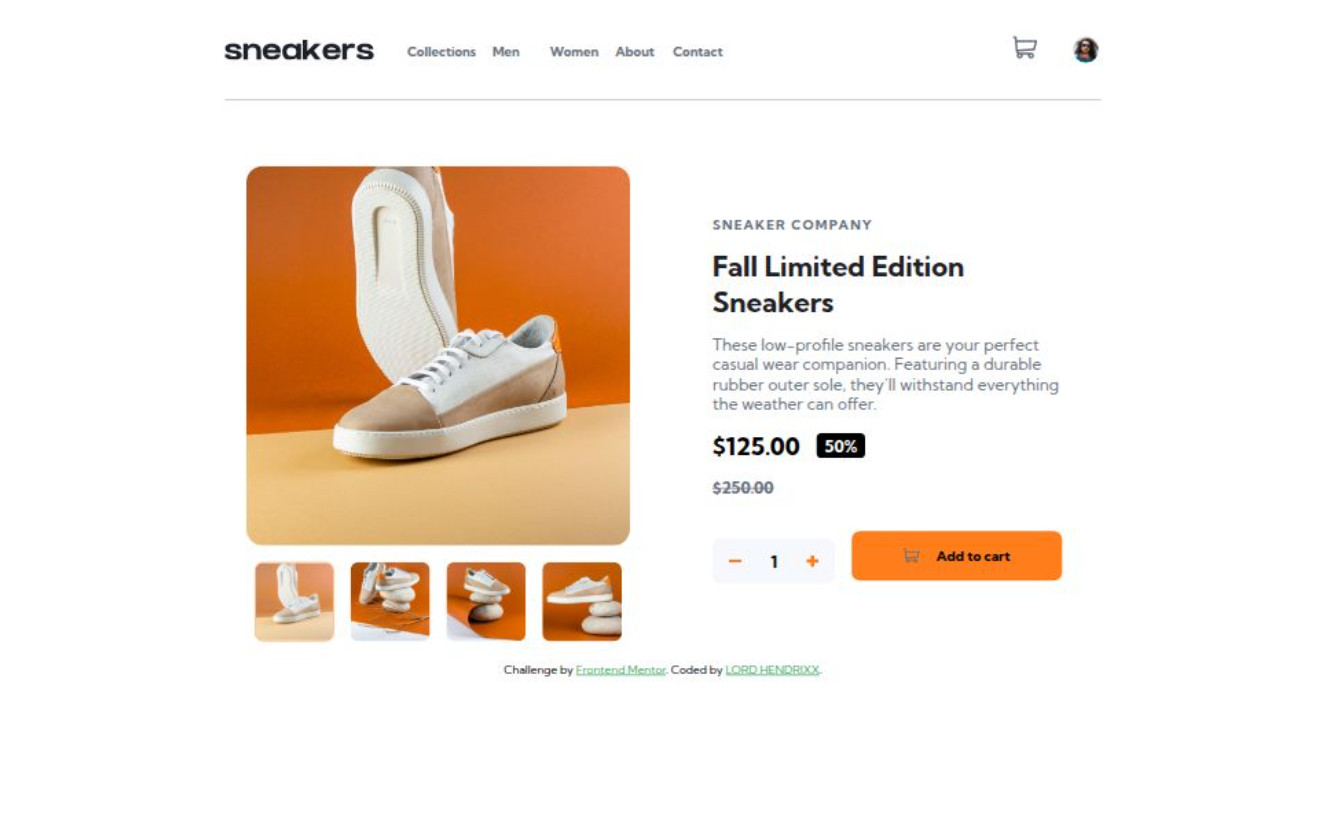 sneakers Collections Men Women About Contact
SNEAKER COMPANY
Fall Limited Edition
Sneakers
These low-profile sneakers are your perfect
casual wear companion. Featuring a durable
rubber outer sole, they'll withstand everything
the weather can offer.
$125.00 50%
$250.00
1 Add to cart
Challenge by Frontend Mentor. Coded by LORD HENDRIXX.